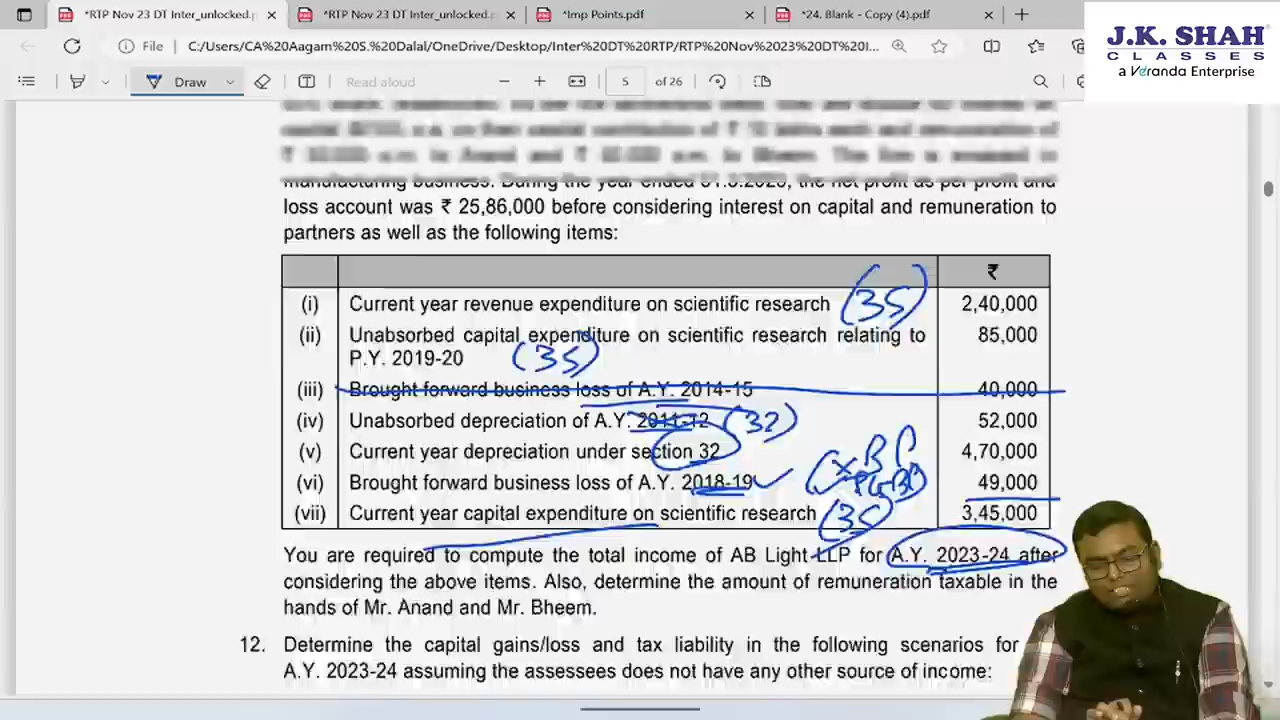 *RTP Nov 23 DT Inter_unlocked.p
*RTP Nov 23 DT Inter_unlocked.p
*Imp Points.pdf
*24. Blank - Copy (4).pdf
J.K. SHAH
CLASSES
a Veranda Enterprise
File C:/Users/CA%20Aagam%20S.%20Dalal/OneDrive/Desktop/Inter%20DT%20RTP/RTP%20Nov%2023%20DT%20I...
Draw Read aloud 5 of 26
manufacturing business. During the year ended the net profit as per profit and
loss account was ₹ 25,86,000 before considering interest on capital and remuneration to
partners as well as the following items:
₹
(i) Current year revenue expenditure on scientific research (35) 2,40,000
(ii) Unabsorbed capital expenditure on scientific research relating to 85,000
P.Y. 2019-20 (35)
(iii) Brought forward business loss of A.Y. 2014-15 40,000
(iv) Unabsorbed depreciation of A.Y. 2011-12 (32) 52,000
(v) Current year depreciation under section 32 4,70,000
(vi) Brought forward business loss of A.Y. 2018-19 49,000
(vii) Current year capital expenditure on scientific research (35) 3,45,000
You are required to compute the total income of AB Light LLP for A.Y. 2023-24 after
considering the above items. Also, determine the amount of remuneration taxable in the
hands of Mr. Anand and Mr. Bheem.
12. Determine the capital gains/loss and tax liability in the following scenarios for
A.Y. 2023-24 assuming the assessees does not have any other source of income: